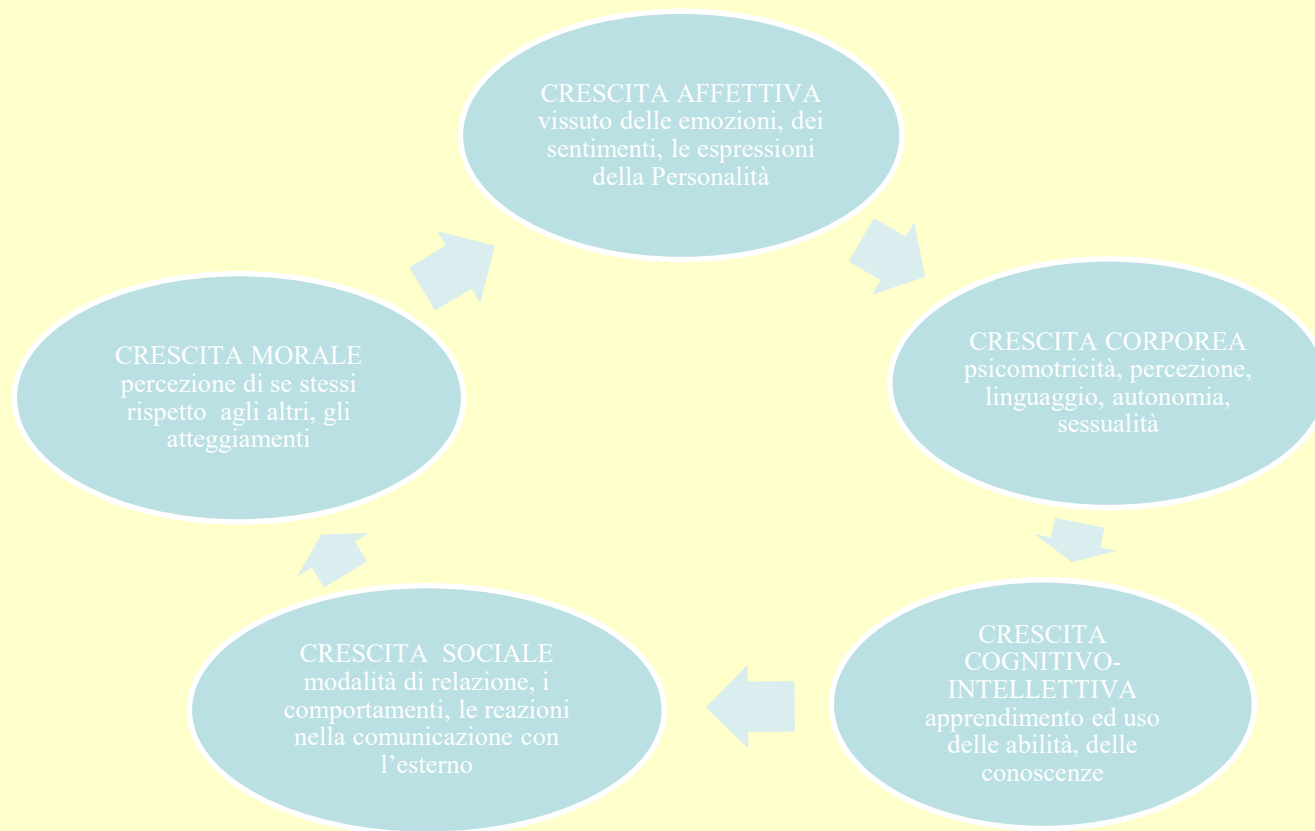 CRESCITA AFFETTIVA
vissuto delle emozioni, dei
sentimenti, le espressioni
della Personalità
CRESCITA CORPOREA
psicomotricità, percezione,
linguaggio, autonomia,
sessualità
CRESCITA
COGNITIVO-
INTELLETTIVA
apprendimento ed uso
delle abilità, delle
conoscenze
CRESCITA SOCIALE
modalità di relazione, i
comportamenti, le reazioni
nella comunicazione con
l’esterno
CRESCITA MORALE
percezione di se stessi
rispetto agli altri, gli
atteggiamenti